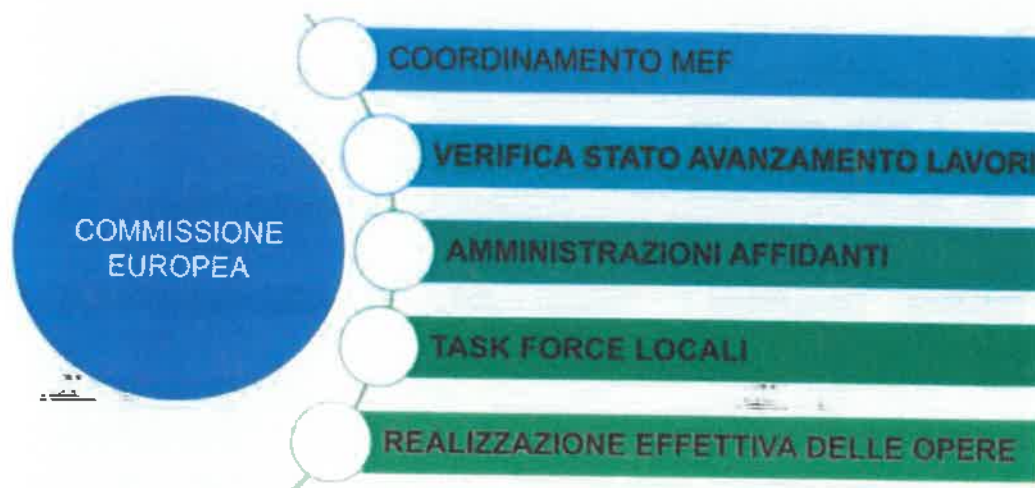 COMMISSIONE
EUROPEA
COORDINAMENTO MEF
VERIFICA STATO AVANZAMENTO LAVORI
AMMINISTRAZIONI AFFIDANTI
TASK FORCE LOCALI
REALIZZAZIONE EFFETTIVA DELLE OPERE